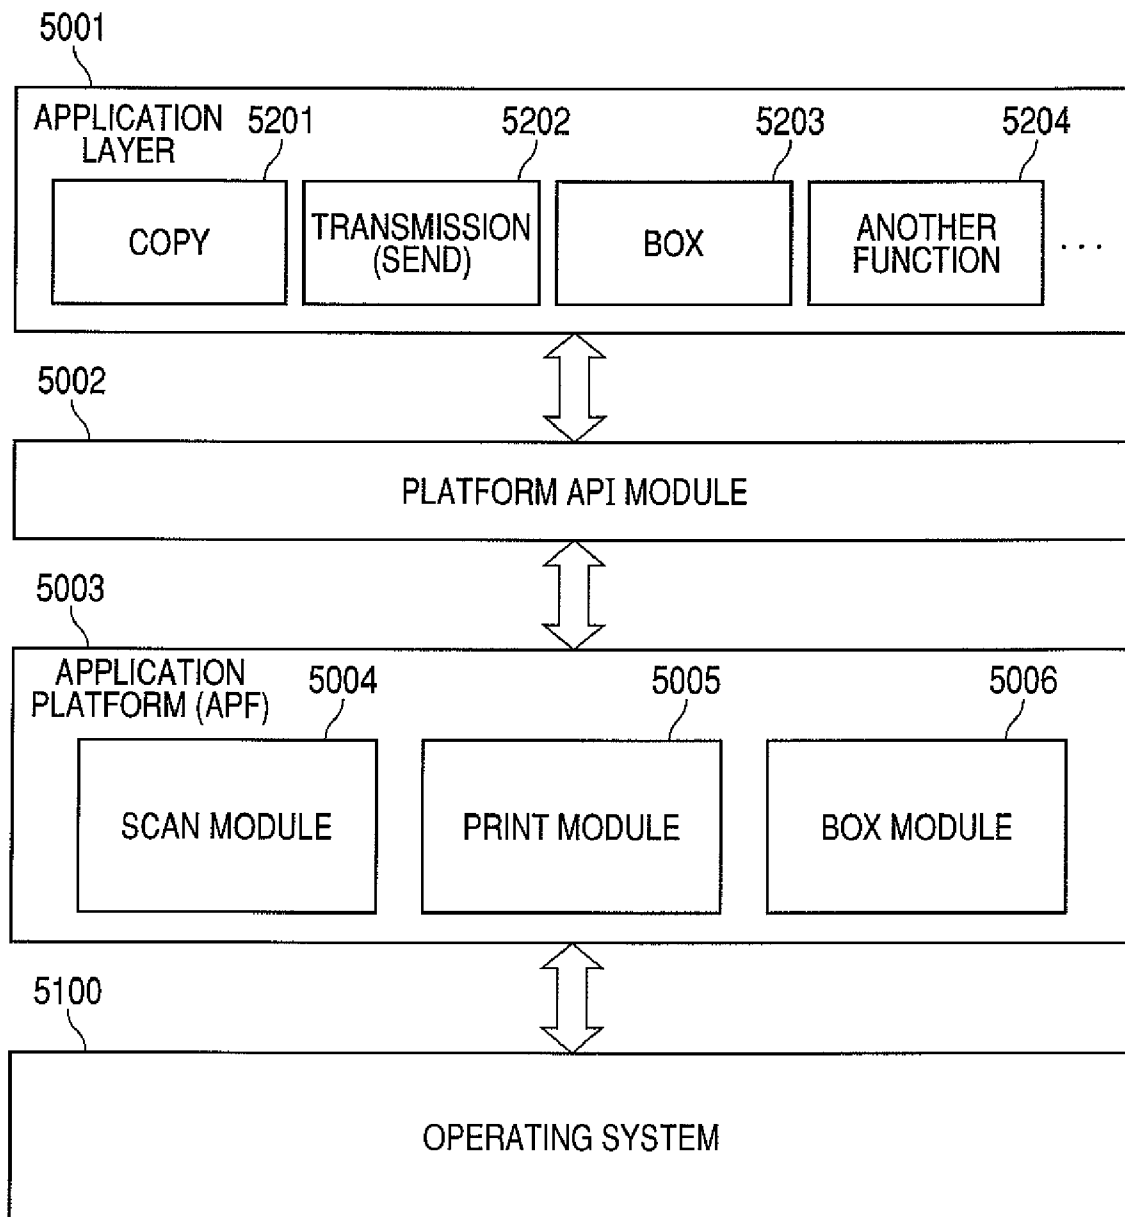 5001
APPLICATION
LAYER
5201
5202
5203
5204
COPY
TRANSMISSION
(SEND)
BOX
ANOTHER
FUNCTION
...
5002
PLATFORM API MODULE
5003
APPLICATION
PLATFORM (APF)
5004
5005
5006
SCAN MODULE
PRINT MODULE
BOX MODULE
5100
OPERATING SYSTEM